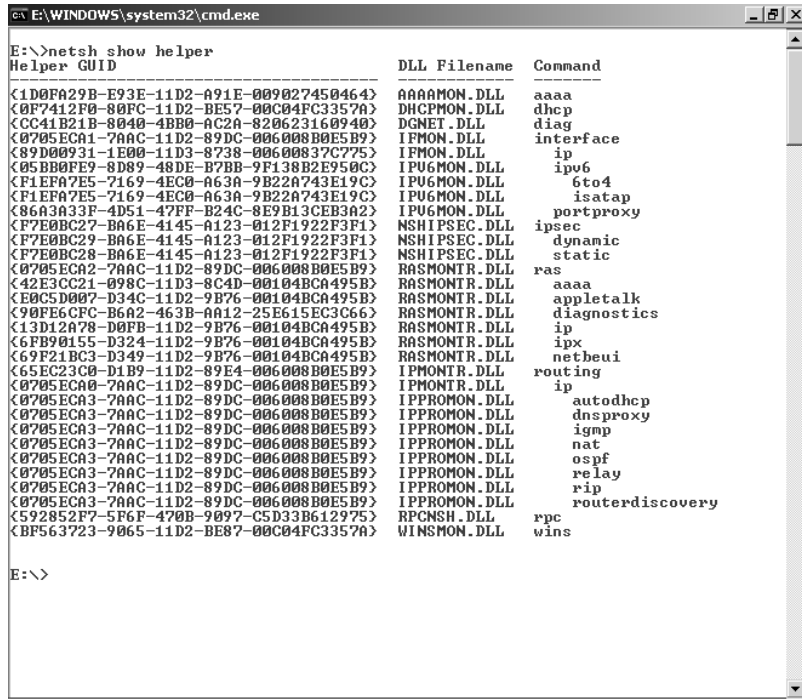 E:\WINDOWS\system32\cmd.exe
E:\>netsh show helper
Helper GUID                             DLL Filename  Command
--------------------------------------  ------------  --------
{1D0FA29B-E93E-11D2-A91E-009027450464}  AAAAMON.DLL   aaaa
{0F7412F0-80FC-11D2-BE57-00C04FC3357A}  DHCPMON.DLL   dhcp
{CC41B21B-8040-4BB0-AC2A-820623160940}  DGNET.DLL     diag
{0705ECA1-7AAC-11D2-89DC-006008B0E5B9}  IFMON.DLL     interface
{89D00931-1E00-11D3-8738-00600837C775}  IFMON.DLL       ip
{05BB0FE9-8D89-48DE-B7BB-9F138B2E950C}  IPV6MON.DLL     ipv6
{F1EFA7E5-7169-4EC0-A63A-9B22A743E19C}  IPV6MON.DLL       6to4
{F1EFA7E5-7169-4EC0-A63A-9B22A743E19C}  IPV6MON.DLL       isatap
{86A3A33F-4D51-47FF-B24C-8E9B13CEB3A2}  IPV6MON.DLL     portproxy
{F7E0BC27-BA6E-4145-A123-012F1922F3F1}  NSHIPSEC.DLL  ipsec
{F7E0BC29-BA6E-4145-A123-012F1922F3F1}  NSHIPSEC.DLL    dynamic
{F7E0BC28-BA6E-4145-A123-012F1922F3F1}  NSHIPSEC.DLL    static
{0705ECA2-7AAC-11D2-89DC-006008B0E5B9}  RASMONTR.DLL  ras
{42E3CC21-098C-11D3-8C4D-00104BCA495B}  RASMONTR.DLL    aaaa
{E0C5D007-D34C-11D2-9B76-00104BCA495B}  RASMONTR.DLL    appletalk
{90FE6CFC-B6A2-463B-AA12-25E615EC3C66}  RASMONTR.DLL    diagnostics
{13D12A78-D0FB-11D2-9B76-00104BCA495B}  RASMONTR.DLL    ip
{6FB90155-D324-11D2-9B76-00104BCA495B}  RASMONTR.DLL    ipx
{69F21BC3-D349-11D2-9B76-00104BCA495B}  RASMONTR.DLL    netbeui
{65EC23C0-D1B9-11D2-89E4-006008B0E5B9}  IPMONTR.DLL   routing
{0705ECA0-7AAC-11D2-89DC-006008B0E5B9}  IPMONTR.DLL     ip
{0705ECA3-7AAC-11D2-89DC-006008B0E5B9}  IPPROMON.DLL      autodhcp
{0705ECA3-7AAC-11D2-89DC-006008B0E5B9}  IPPROMON.DLL      dnsproxy
{0705ECA3-7AAC-11D2-89DC-006008B0E5B9}  IPPROMON.DLL      igmp
{0705ECA3-7AAC-11D2-89DC-006008B0E5B9}  IPPROMON.DLL      nat
{0705ECA3-7AAC-11D2-89DC-006008B0E5B9}  IPPROMON.DLL      ospf
{0705ECA3-7AAC-11D2-89DC-006008B0E5B9}  IPPROMON.DLL      relay
{0705ECA3-7AAC-11D2-89DC-006008B0E5B9}  IPPROMON.DLL      rip
{0705ECA3-7AAC-11D2-89DC-006008B0E5B9}  IPPROMON.DLL      routerdiscovery
{592852F7-5F6F-470B-9097-C5D33B612975}  RPCNSH.DLL    rpc
{BF563723-9065-11D2-BE87-00C04FC3357A}  WINSMON.DLL   wins
E:\>